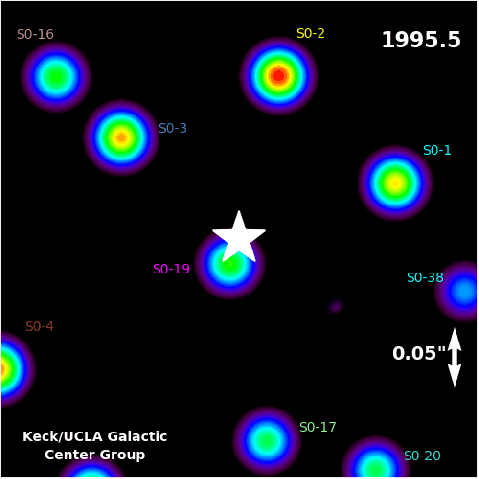 S0-16
S0-2
1995.5
S0-3
S0-1
S0-19
S0-38
S0-4
0.05"
Keck/UCLA Galactic
Center Group
S0-17
S0-20